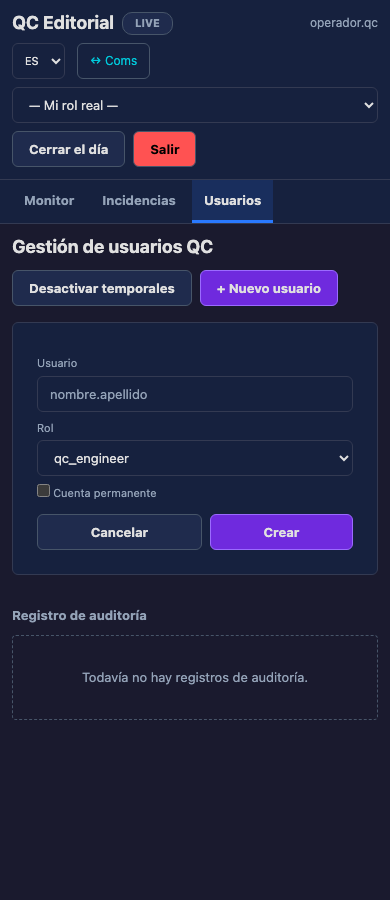 QC Editorial LIVE operador.qc
ES ↔ Coms
— Mi rol real —
Cerrar el día Salir
Monitor Incidencias Usuarios
Gestión de usuarios QC
Desactivar temporales + Nuevo usuario
Usuario
nombre.apellido
Rol
qc_engineer
Cuenta permanente
Cancelar Crear
Registro de auditoría
Todavía no hay registros de auditoría.